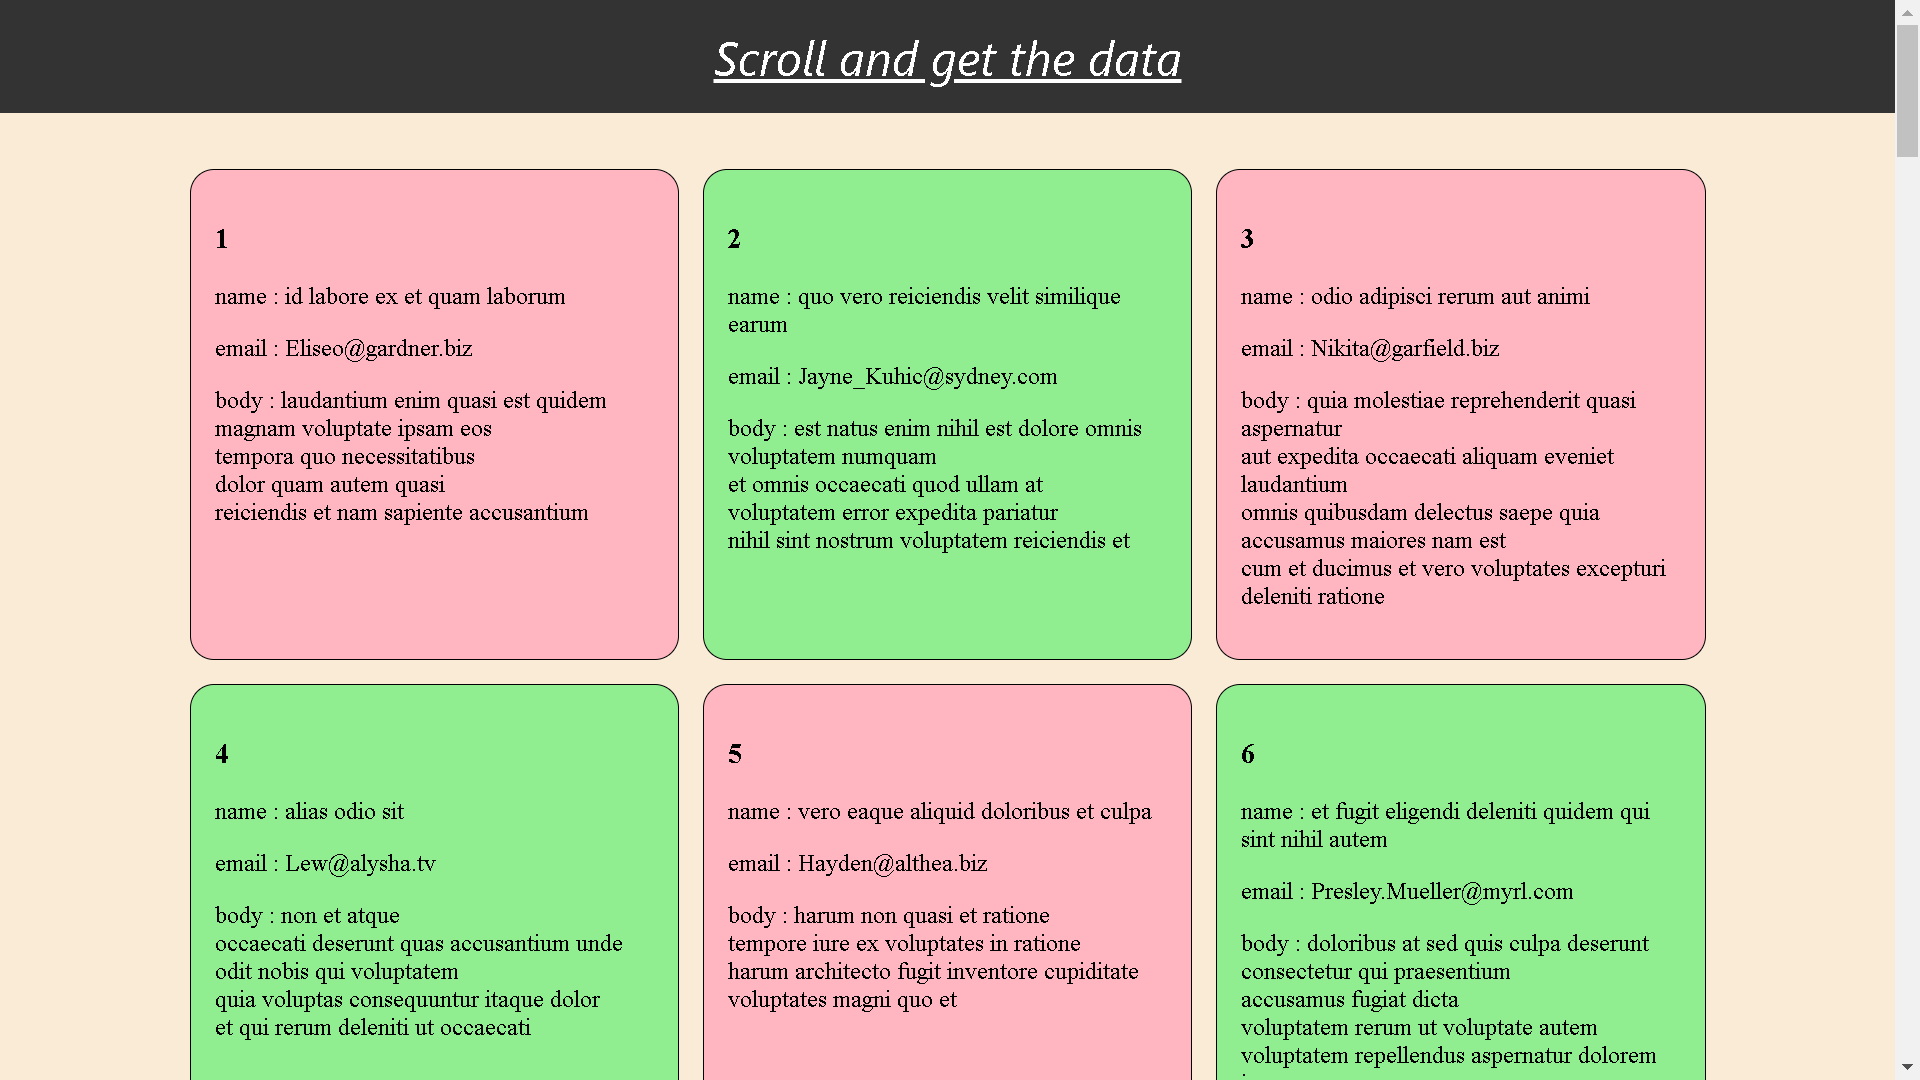 Scroll and get the data
1
name : id labore ex et quam laborum
email : Eliseo@gardner.biz
body : laudantium enim quasi est quidem
magnam voluptate ipsam eos
tempora quo necessitatibus
dolor quam autem quasi
reiciendis et nam sapiente accusantium
2
name : quo vero reiciendis velit similique
earum
email : Jayne_Kuhic@sydney.com
body : est natus enim nihil est dolore omnis
voluptatem numquam
et omnis occaecati quod ullam at
voluptatem error expedita pariatur
nihil sint nostrum voluptatem reiciendis et
3
name : odio adipisci rerum aut animi
email : Nikita@garfield.biz
body : quia molestiae reprehenderit quasi
aspernatur
aut expedita occaecati aliquam eveniet
laudantium
omnis quibusdam delectus saepe quia
accusamus maiores nam est
cum et ducimus et vero voluptates excepturi
deleniti ratione
4
name : alias odio sit
email : Lew@alysha.tv
body : non et atque
occaecati deserunt quas accusantium unde
odit nobis qui voluptatem
quia voluptas consequuntur itaque dolor
et qui rerum deleniti ut occaecati
5
name : vero eaque aliquid doloribus et culpa
email : Hayden@althea.biz
body : harum non quasi et ratione
tempore iure ex voluptates in ratione
harum architecto fugit inventore cupiditate
voluptates magni quo et
6
name : et fugit eligendi deleniti quidem qui
sint nihil autem
email : Presley.Mueller@myrl.com
body : doloribus at sed quis culpa deserunt
consectetur qui praesentium
accusamus fugiat dicta
voluptatem rerum ut voluptate autem
voluptatem repellendus aspernatur dolorem